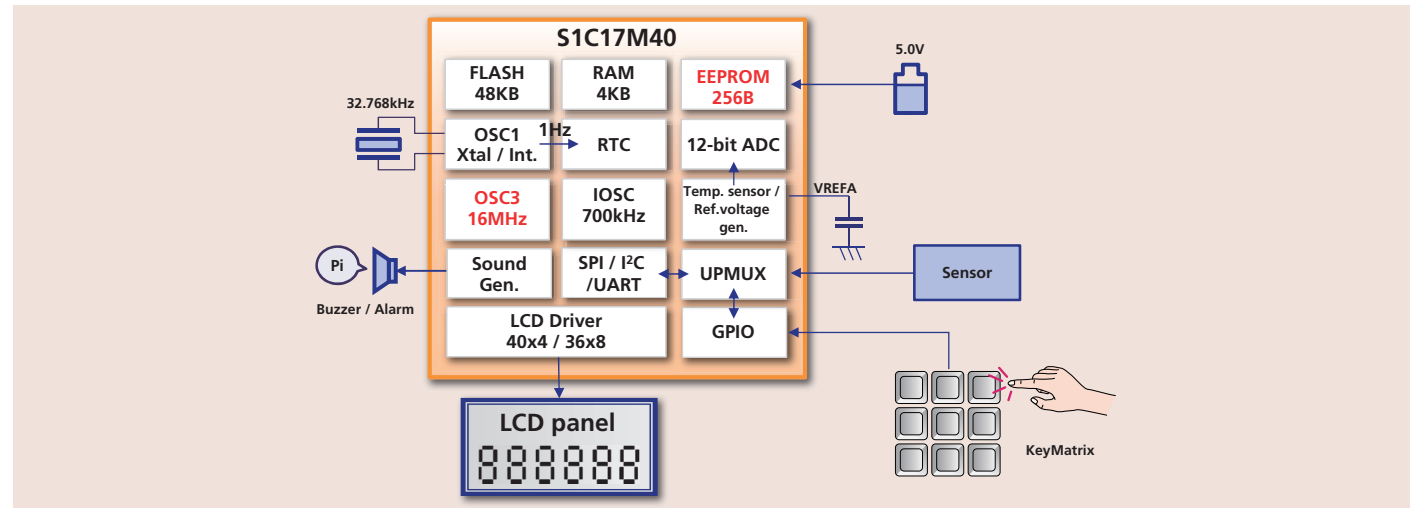 S1C17M40
FLASH
48KB
RAM
4KB
EEPROM
256B
5.0V
32.768kHz
OSC1
Xtal / Int.
1Hz
RTC
12-bit ADC
OSC3
16MHz
IOSC
700kHz
Temp. sensor /
Ref.voltage
gen.
VREFA
Pi
Buzzer / Alarm
Sound
Gen.
SPI / I²C
/UART
UPMUX
Sensor
LCD Driver
40x4 / 36x8
GPIO
LCD panel
888888
KeyMatrix